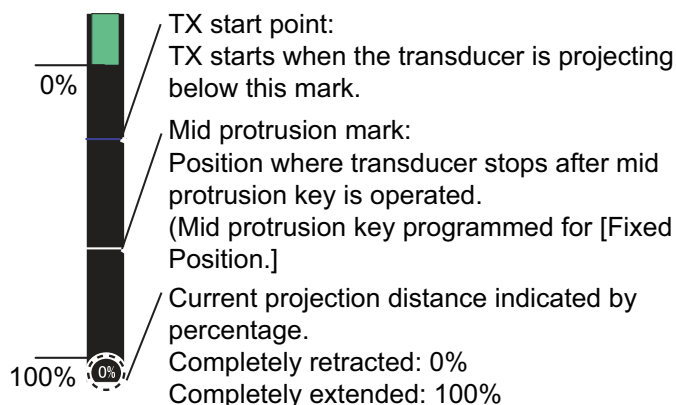 TX start point:
TX starts when the transducer is projecting
below this mark.
0%
Mid protrusion mark:
Position where transducer stops after mid
protrusion key is operated.
(Mid protrusion key programmed for [Fixed
Position.]
Current projection distance indicated by
percentage.
Completely retracted: 0%
Completely extended: 100%
100%
0%